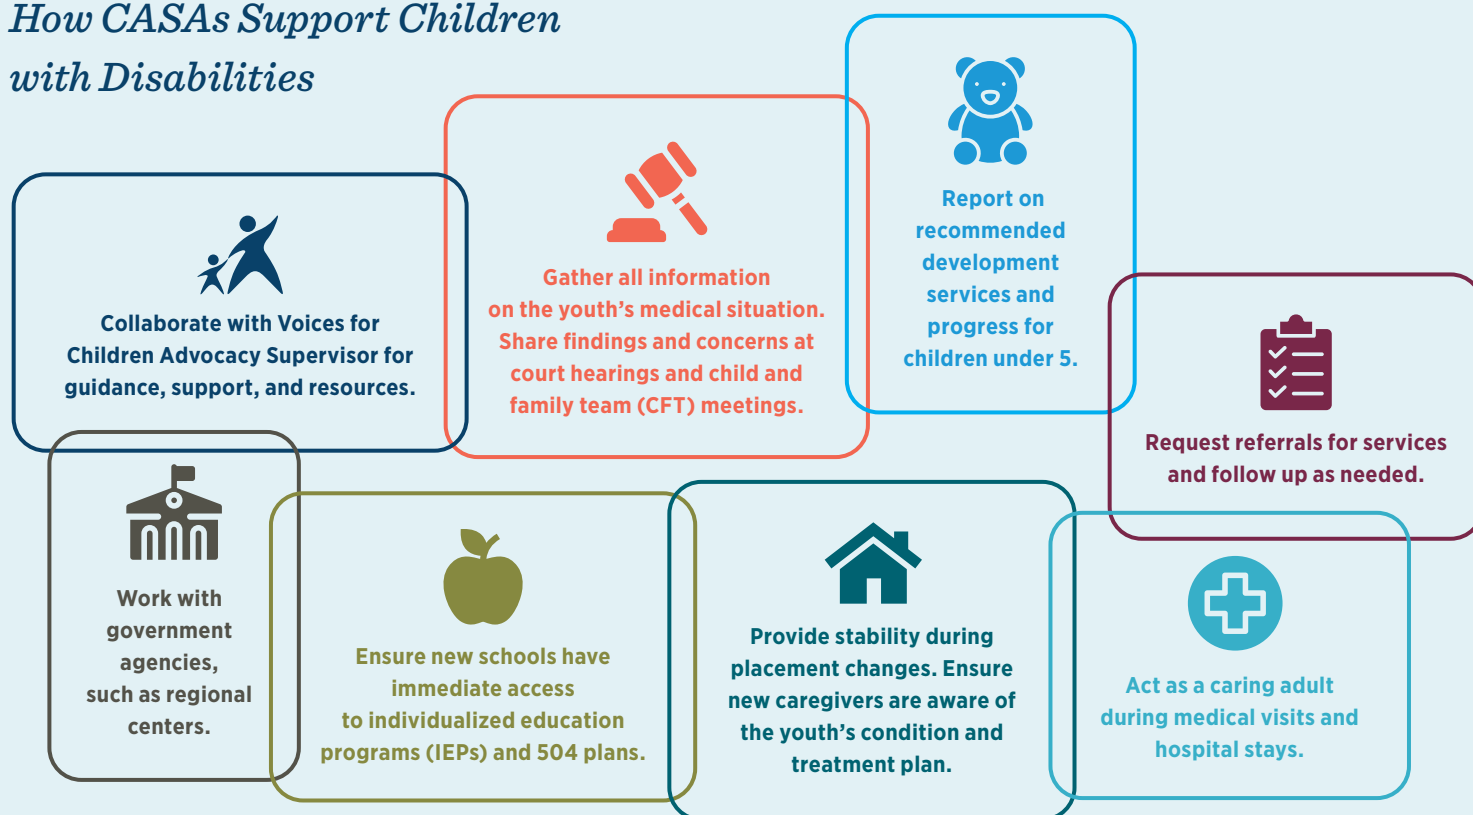 How CASAs Support Children
with Disabilities
Collaborate with Voices for
Children Advocacy Supervisor for
guidance, support, and resources.
Gather all information
on the youth’s medical situation.
Share findings and concerns at
court hearings and child and
family team (CFT) meetings.
Report on
recommended
development
services and
progress for
children under 5.
Request referrals for services
and follow up as needed.
Work with
government
agencies,
such as regional
centers.
Ensure new schools have
immediate access
to individualized education
programs (IEPs) and 504 plans.
Provide stability during
placement changes. Ensure
new caregivers are aware of
the youth’s condition and
treatment plan.
Act as a caring adult
during medical visits and
hospital stays.